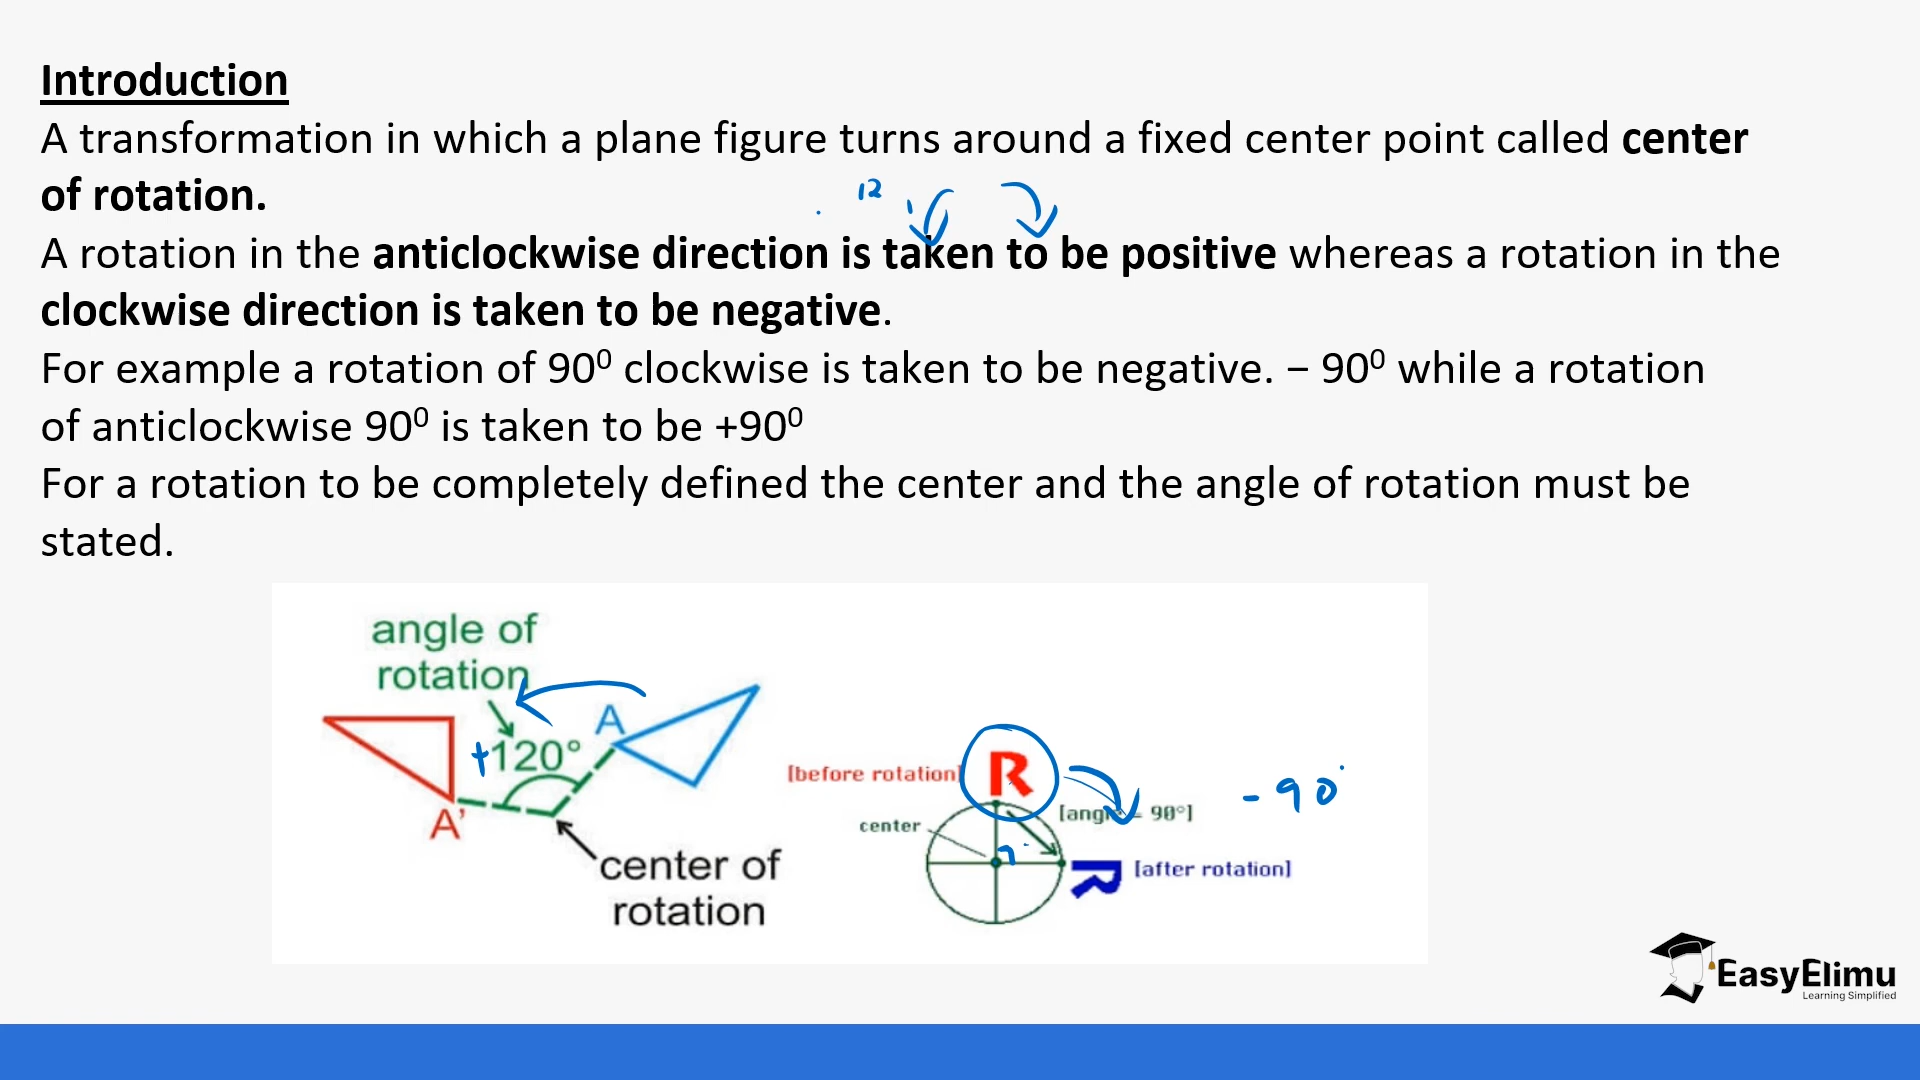 Introduction
A transformation in which a plane figure turns around a fixed center point called center
of rotation.
12
A rotation in the anticlockwise direction is taken to be positive whereas a rotation in the
clockwise direction is taken to be negative.
For example a rotation of 90⁰ clockwise is taken to be negative. – 90⁰ while a rotation
of anticlockwise 90⁰ is taken to be +90⁰
For a rotation to be completely defined the center and the angle of rotation must be
stated.
angle of
rotation
A
+120°
A'
center of
rotation
R
[before rotation]
-90°
90°]
center
R
[after rotation]
EasyElimu
Learning Simplified